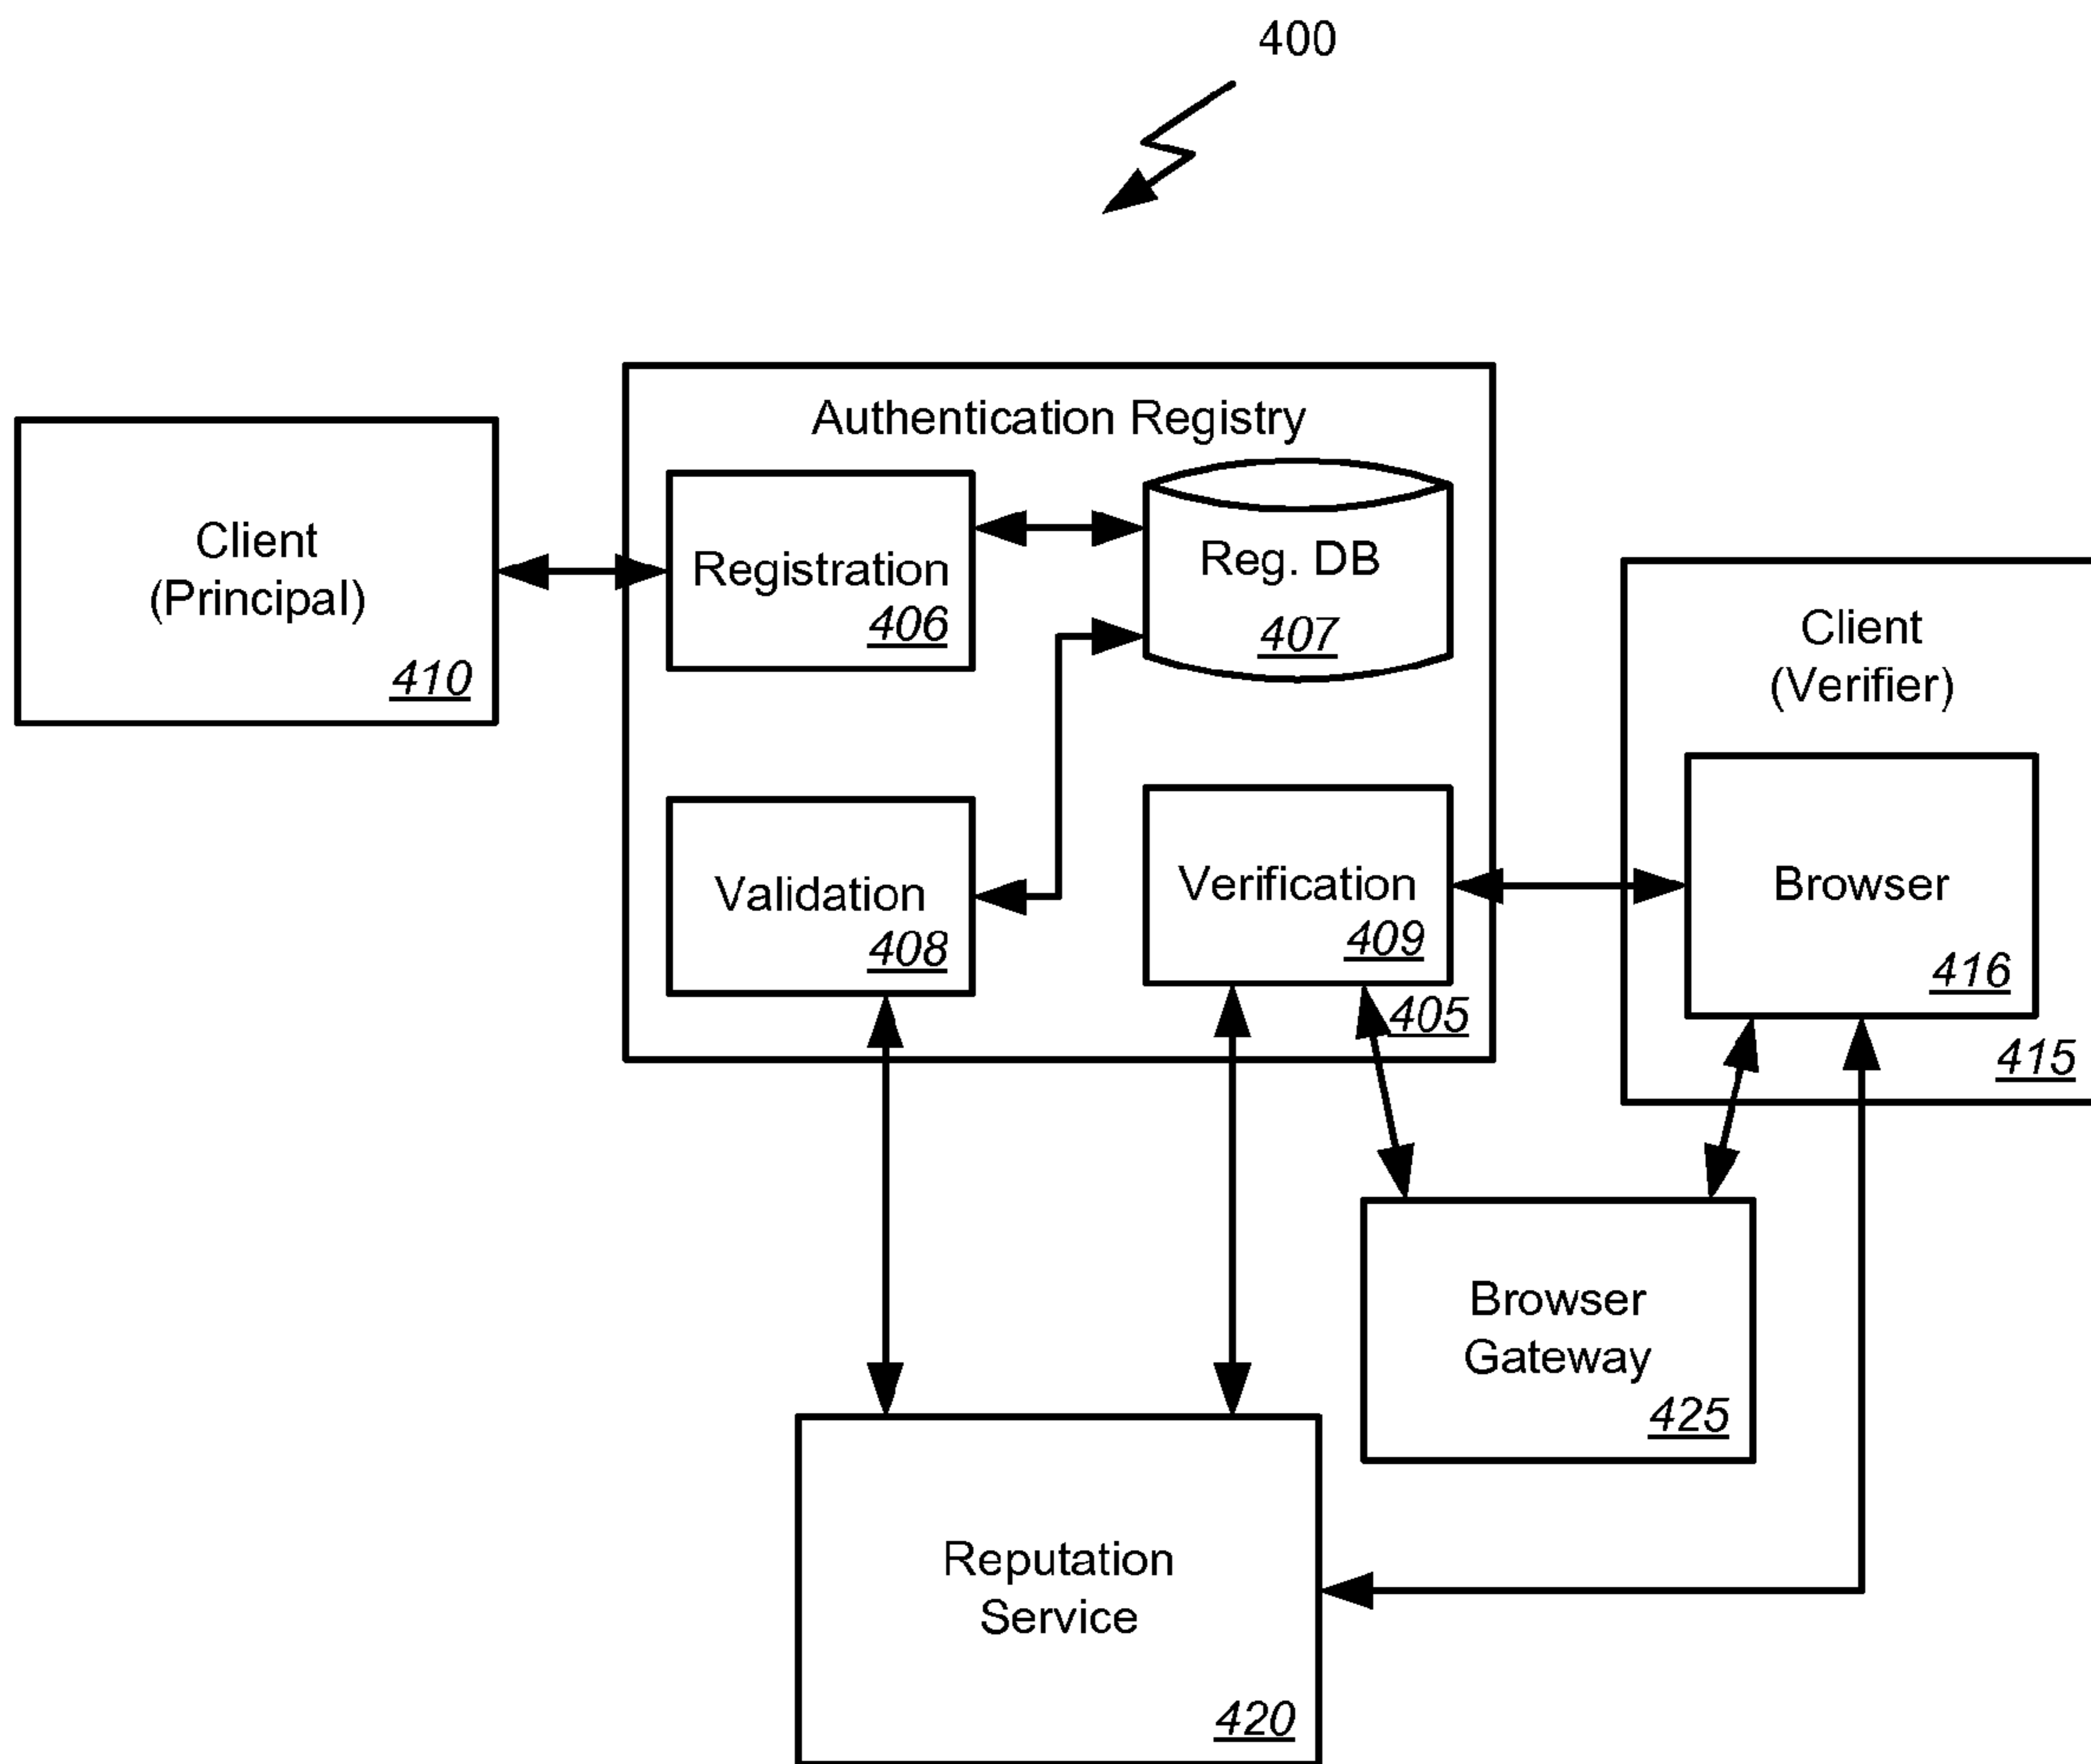 400
Authentication Registry
Client
(Principal)
410
Registration
406
Reg. DB
407
Client
(Verifier)
Validation
408
Verification
409
405
Browser
416
415
Browser
Gateway
425
Reputation
Service
420